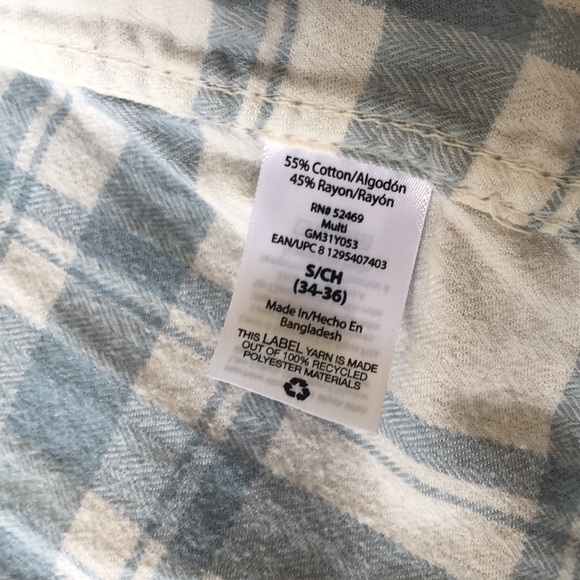 55% Cotton/Algodón
45% Rayon/Rayón
RN# 52469
Multi
GM31Y053
EAN/UPC 8 1295407403
S/CH
(34-36)
Made In/Hecho En
Bangladesh
THIS LABEL YARN IS MADE
OUT OF 100% RECYCLED
POLYESTER MATERIALS